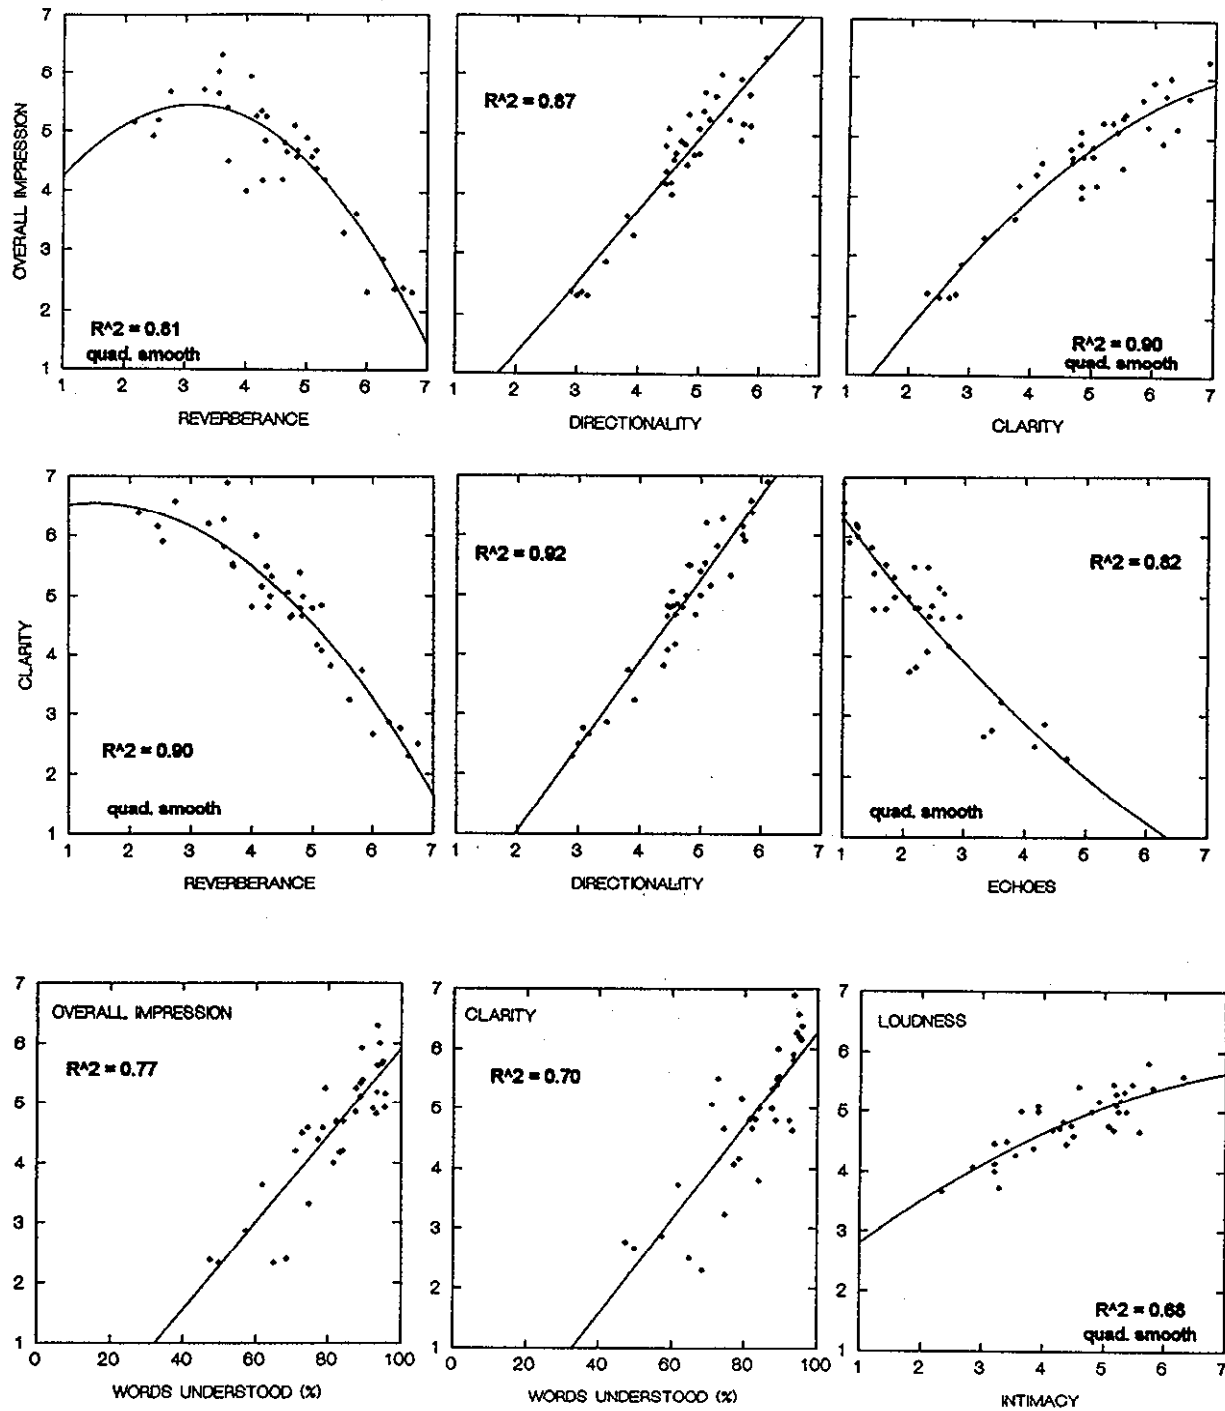 7
6
5
4
3
2
1
OVERALL IMPRESSION
R^2 = 0.81
quad. smooth
1 2 3 4 5 6 7
REVERBERANCE
R^2 = 0.87
1 2 3 4 5 6 7
DIRECTIONALITY
R^2 = 0.90
quad. smooth
1 2 3 4 5 6 7
CLARITY
7
6
5
4
3
2
1
CLARITY
R^2 = 0.90
quad. smooth
1 2 3 4 5 6 7
REVERBERANCE
R^2 = 0.92
1 2 3 4 5 6 7
DIRECTIONALITY
R^2 = 0.82
quad. smooth
1 2 3 4 5 6 7
ECHOES
7
6
5
4
3
2
1
OVERALL IMPRESSION
R^2 = 0.77
0 20 40 60 80 100
WORDS UNDERSTOOD (%)
7
6
5
4
3
2
1
CLARITY
R^2 = 0.70
0 20 40 60 80 100
WORDS UNDERSTOOD (%)
7
6
5
4
3
2
1
LOUDNESS
R^2 = 0.68
quad. smooth
1 2 3 4 5 6 7
INTIMACY